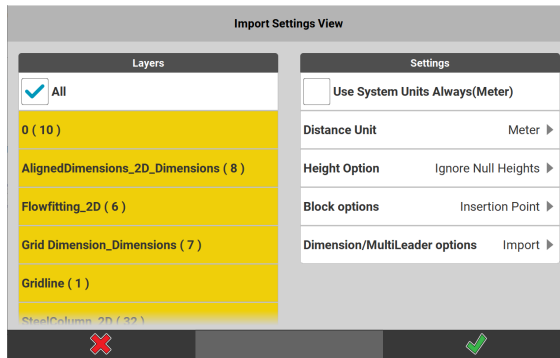 Import Settings View
Layers
All
0 ( 10 )
AlignedDimensions_2D_Dimensions ( 8 )
Flowfitting_2D ( 6 )
Grid Dimension_Dimensions ( 7 )
Gridline ( 1 )
SteelColumn_2D ( 32 )
Settings
Use System Units Always(Meter)
Distance Unit Meter
Height Option Ignore Null Heights
Block options Insertion Point
Dimension/MultiLeader options Import